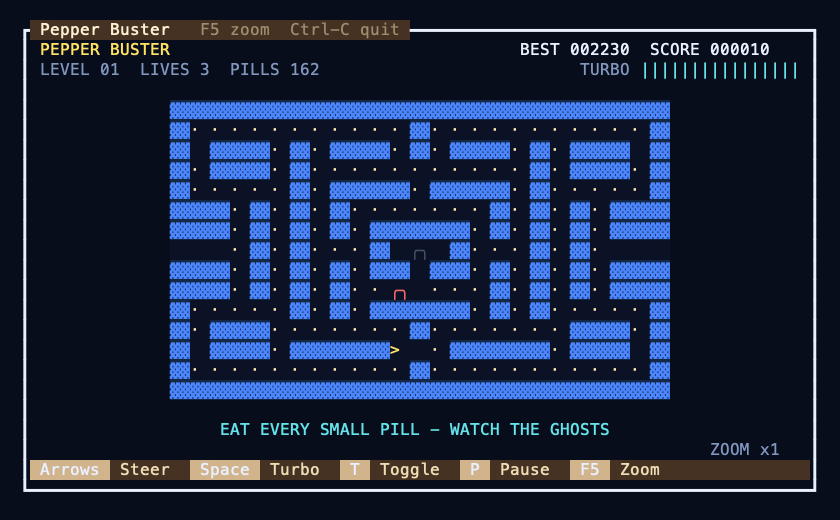 Pepper Buster F5 zoom Ctrl-C quit
PEPPER BUSTER BEST 002230 SCORE 000010
LEVEL 01 LIVES 3 PILLS 162 TURBO ||||||||||||||||
EAT EVERY SMALL PILL – WATCH THE GHOSTS
ZOOM x1
Arrows Steer Space Turbo T Toggle P Pause F5 Zoom